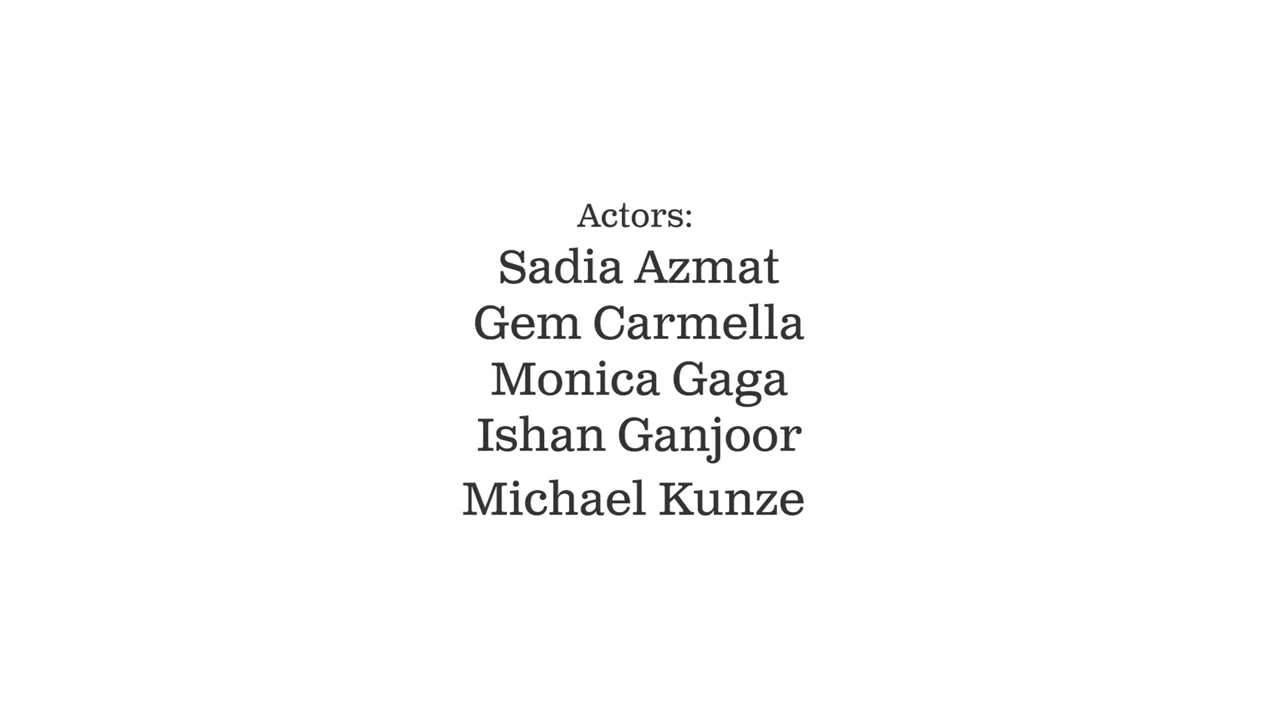 Actors:
Sadia Azmat
Gem Carmella
Monica Gaga
Ishan Ganjoor
Michael Kunze